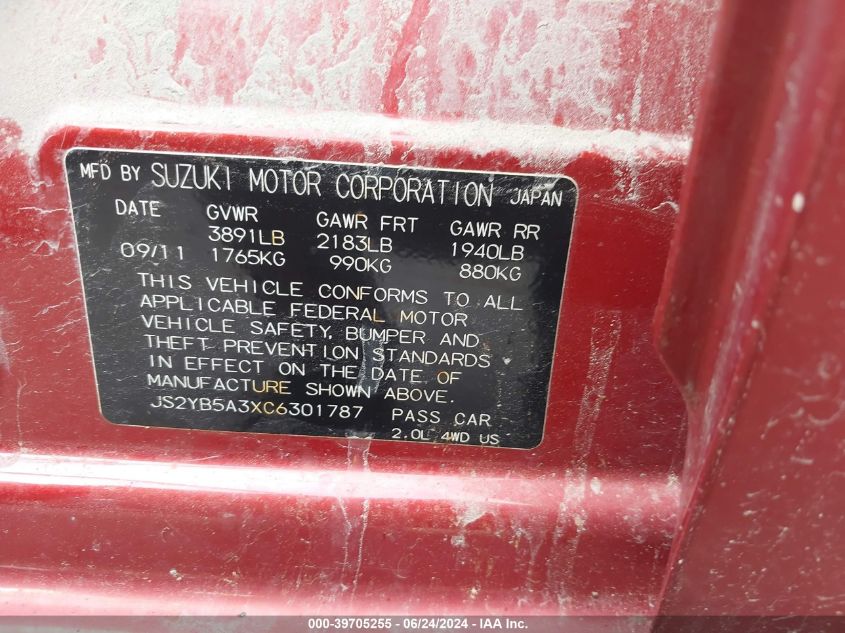 MFD BY SUZUKI MOTOR CORPORATION JAPAN
DATE GVWR GAWR FRT GAWR RR
3891LB 2183LB 1940LB
09/11 1765KG 990KG 880KG
THIS VEHICLE CONFORMS TO ALL
APPLICABLE FEDERAL MOTOR
VEHICLE SAFETY, BUMPER AND
THEFT PREVENTION STANDARDS
IN EFFECT ON THE DATE OF
MANUFACTURE SHOWN ABOVE.
JS2YB5A3XC6301787 PASS CAR
2.0L 4WD US
000-39705255 - 06/24/2024 - IAA Inc.